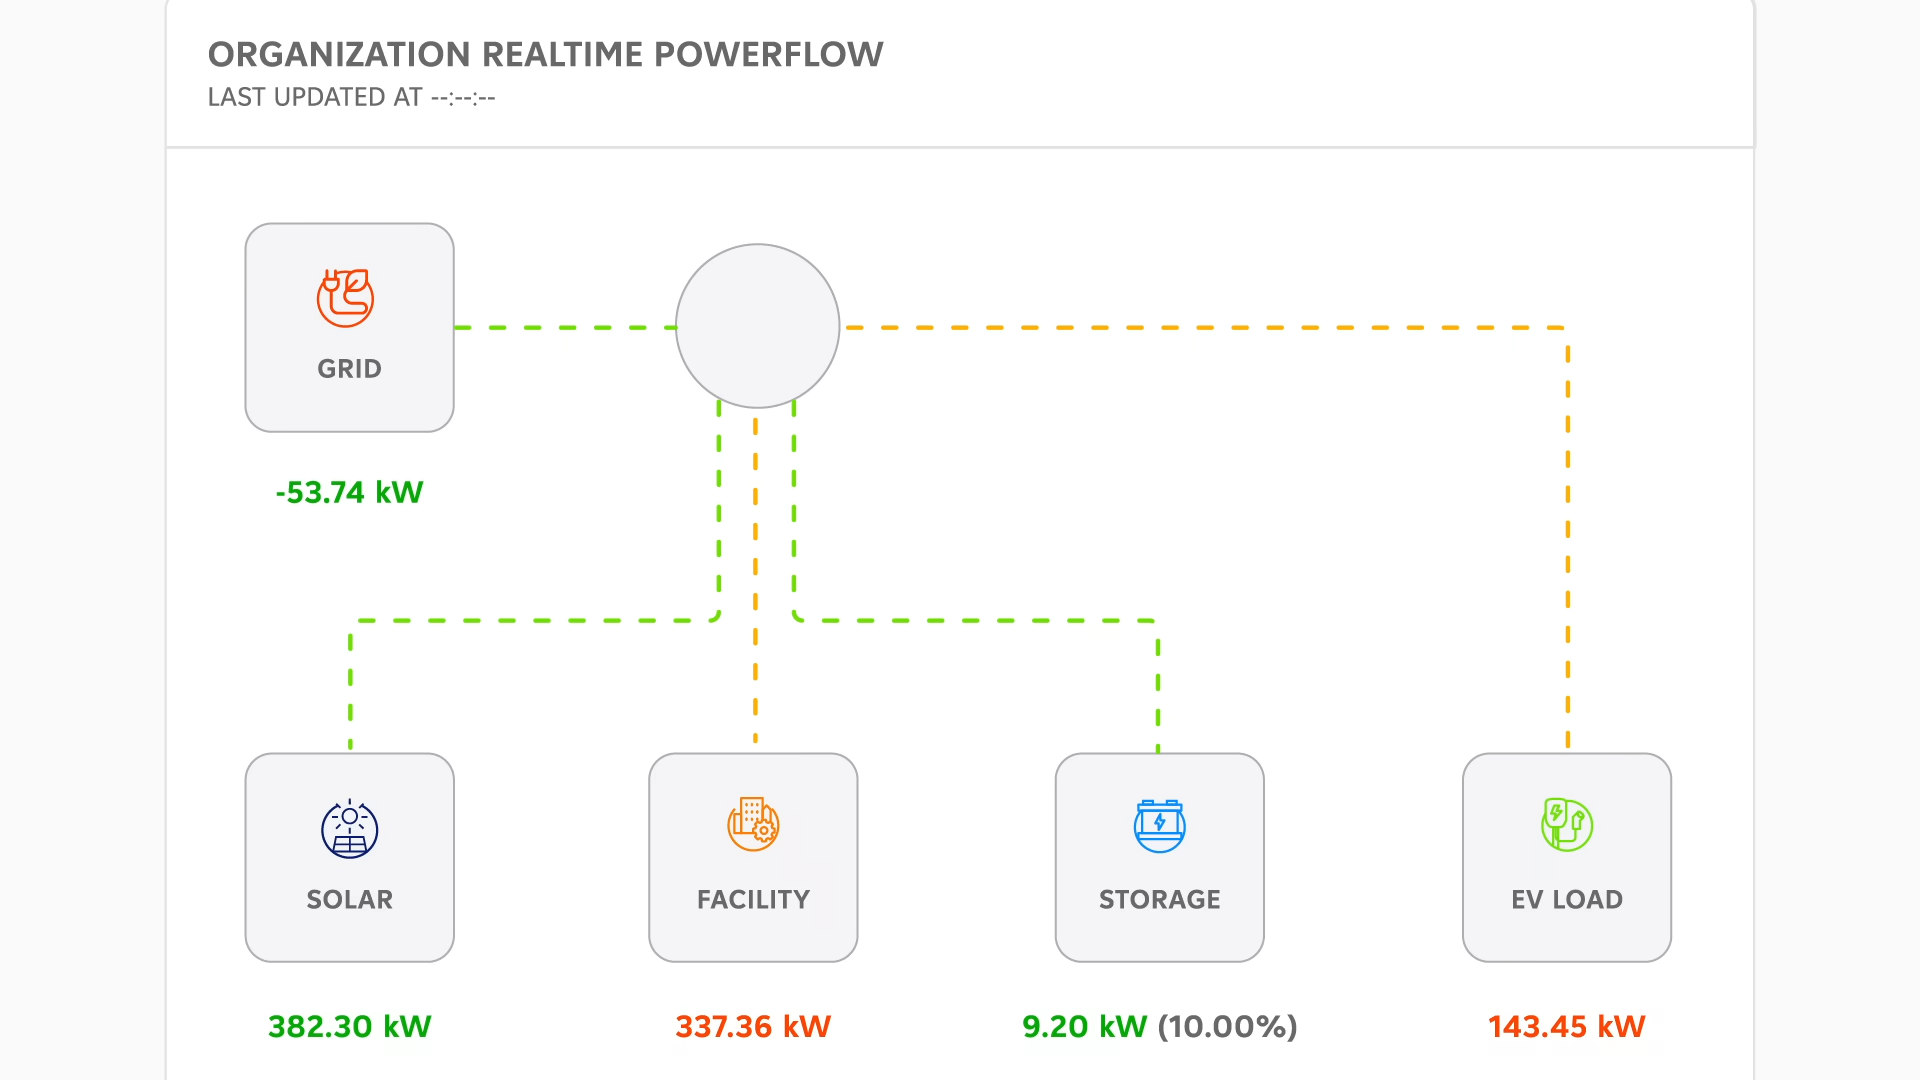 ORGANIZATION REALTIME POWERFLOW
LAST UPDATED AT --:--:--
GRID
-53.74 kW
SOLAR
FACILITY
STORAGE
EV LOAD
382.30 kW
337.36 kW
9.20 kW (10.00%)
143.45 kW